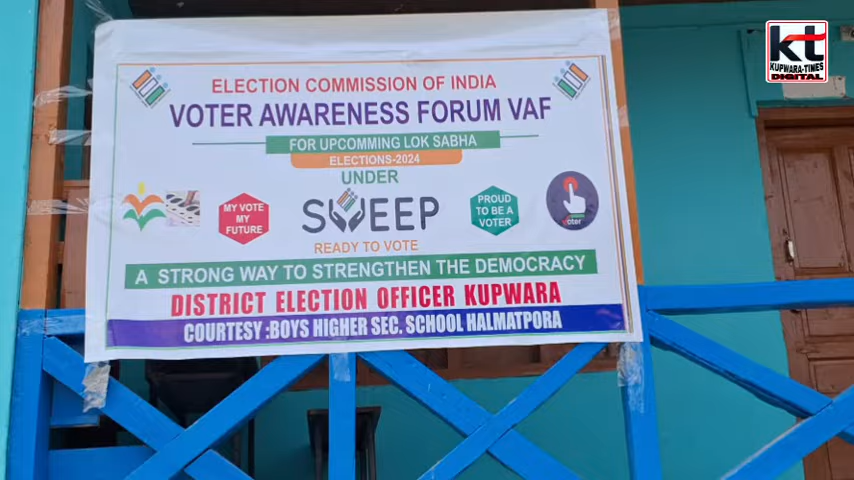 KT
KUPWARA-TIMES
DIGITAL
ELECTION COMMISSION OF INDIA
VOTER AWARENESS FORUM VAF
FOR UPCOMMING LOK SABHA
ELECTIONS-2024
UNDER
MY VOTE
MY
FUTURE
SWEEP
PROUD
TO BE A
VOTER
voter
READY TO VOTE
A STRONG WAY TO STRENGTHEN THE DEMOCRACY
DISTRICT ELECTION OFFICER KUPWARA
COURTESY :BOYS HIGHER SEC. SCHOOL HALMATPORA